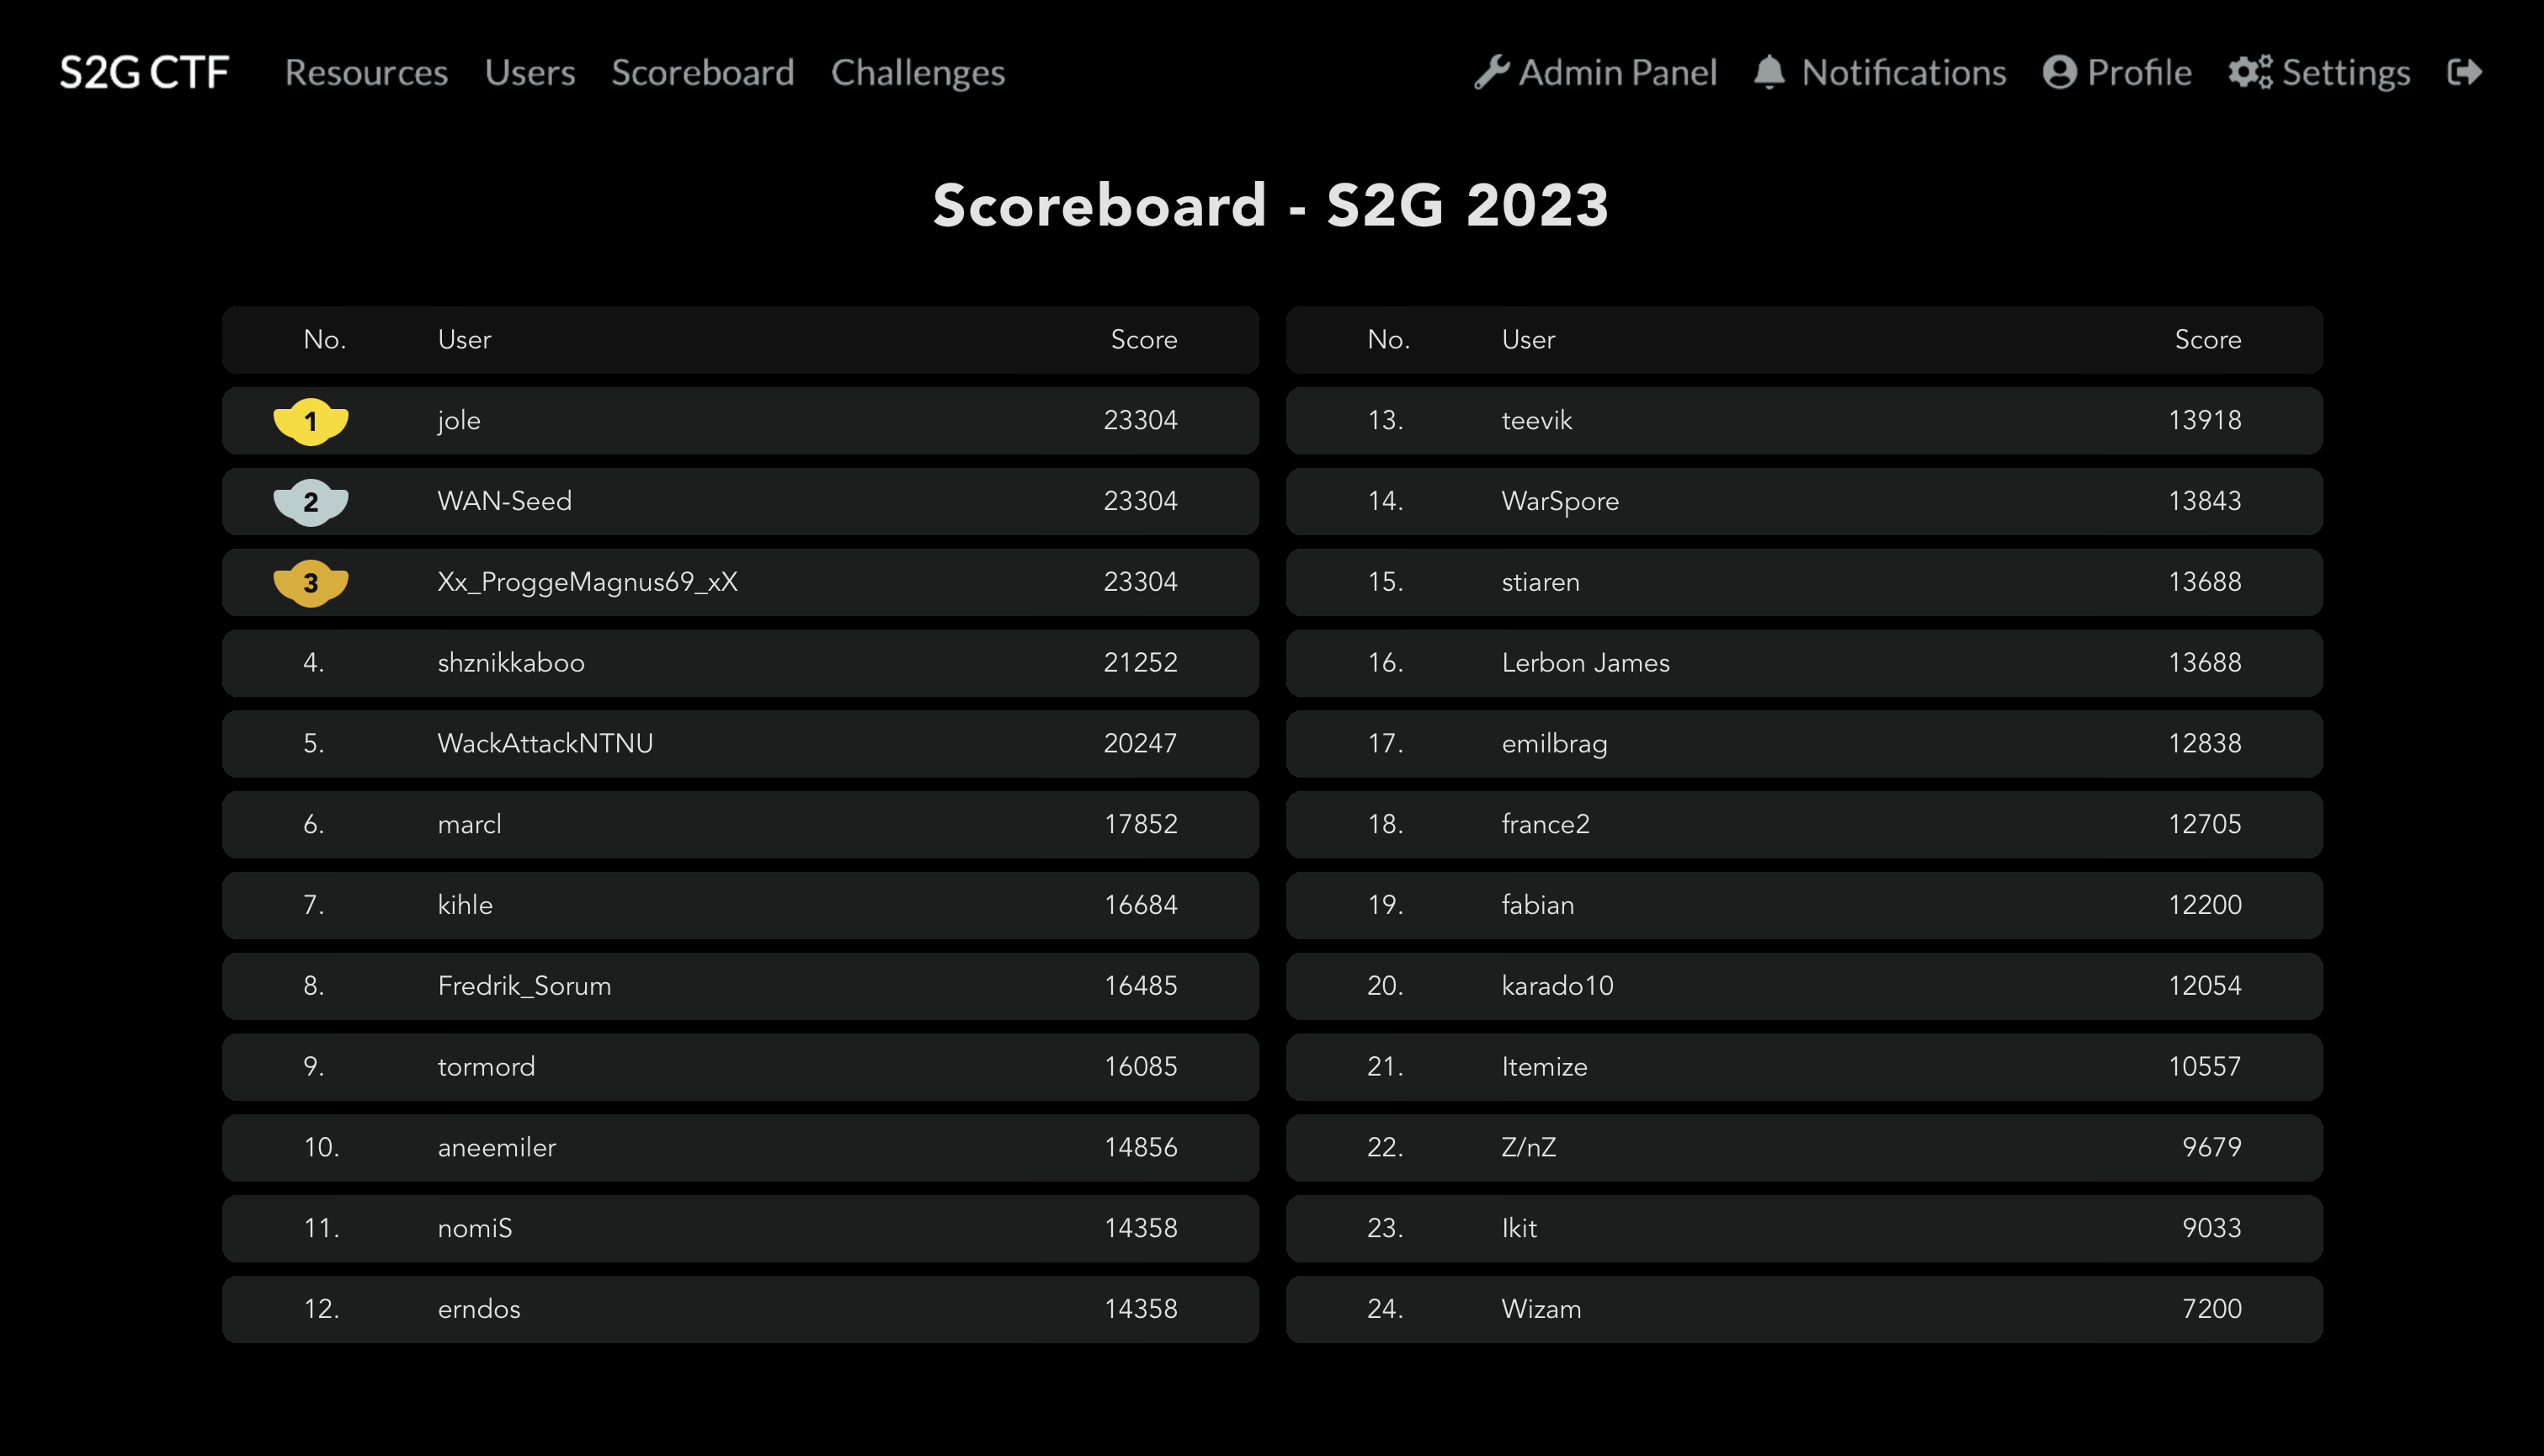 S2G CTF Resources Users Scoreboard Challenges Admin Panel Notifications Profile Settings
Scoreboard - S2G 2023
No. User Score
1 jole 23304
2 WAN-Seed 23304
3 Xx_ProggeMagnus69_xX 23304
4. shznikkaboo 21252
5. WackAttackNTNU 20247
6. marcl 17852
7. kihle 16684
8. Fredrik_Sorum 16485
9. tormord 16085
10. aneemiler 14856
11. nomiS 14358
12. erndos 14358
No. User Score
13. teevik 13918
14. WarSpore 13843
15. stiaren 13688
16. Lerbon James 13688
17. emilbrag 12838
18. france2 12705
19. fabian 12200
20. karado10 12054
21. Itemize 10557
22. Z/nZ 9679
23. Ikit 9033
24. Wizam 7200